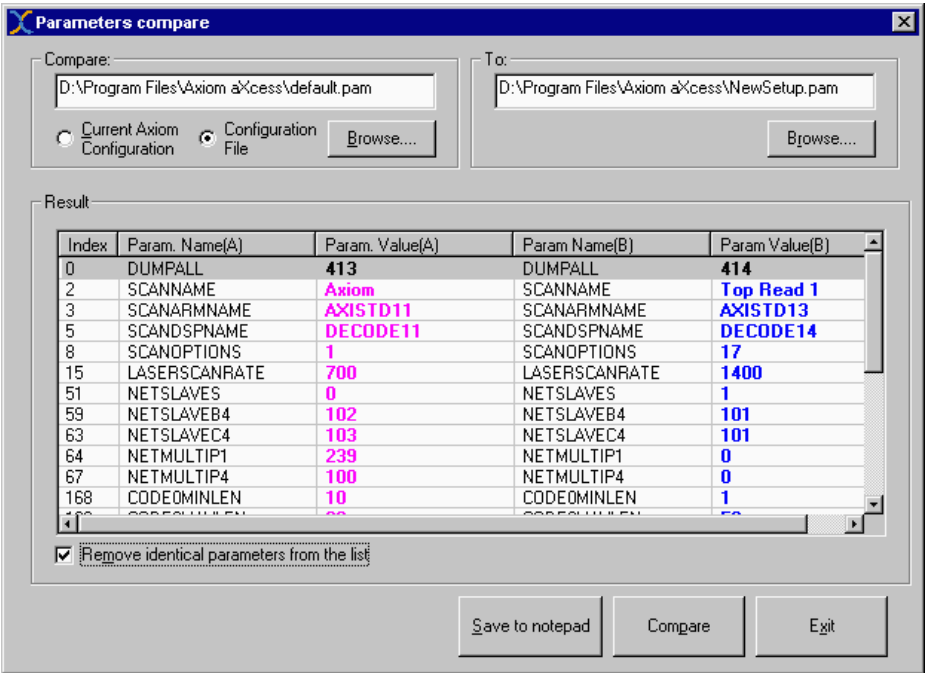 Parameters compare
Compare:
D:\Program Files\Axiom aXcess\default.pam
Current Axiom Configuration
Configuration File
Browse....
To:
D:\Program Files\Axiom aXcess\NewSetup.pam
Browse....
Result
Index Param. Name(A) Param. Value(A) Param Name(B) Param Value(B)
0 DUMPALL 413 DUMPALL 414
2 SCANNAME Axiom SCANNAME Top Read 1
3 SCANARMNAME AXISTD11 SCANARMNAME AXISTD13
5 SCANDSPNAME DECODE11 SCANDSPNAME DECODE14
8 SCANOPTIONS 1 SCANOPTIONS 17
15 LASERSCANRATE 700 LASERSCANRATE 1400
51 NETSLAVES 0 NETSLAVES 1
59 NETSLAVEB4 102 NETSLAVEB4 101
63 NETSLAVEC4 103 NETSLAVEC4 101
64 NETMULTIP1 239 NETMULTIP1 0
67 NETMULTIP4 100 NETMULTIP4 0
168 CODE0MINLEN 10 CODE0MINLEN 1
Remove identical parameters from the list
Save to notepad
Compare
Exit